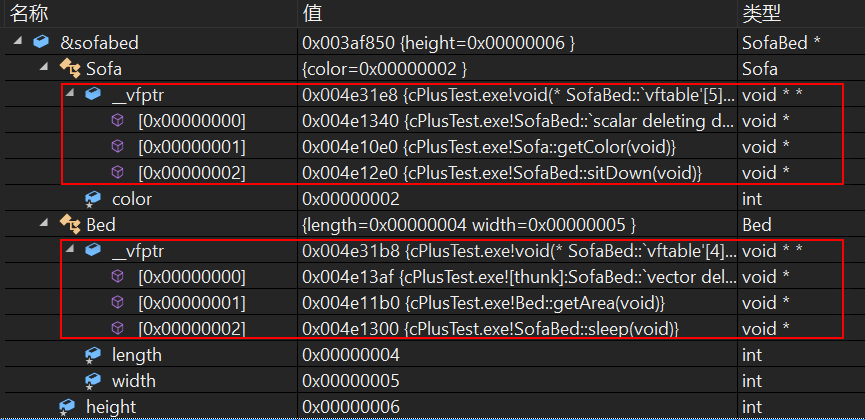 名称 值 类型
&sofabed 0x003af850 {height=0x00000006 } SofaBed *
Sofa {color=0x00000002 } Sofa
__vfptr 0x004e31e8 {cPlusTest.exe!void(* SofaBed::`vftable'[5]... void * *
[0x00000000] 0x004e1340 {cPlusTest.exe!SofaBed::`scalar deleting d... void *
[0x00000001] 0x004e10e0 {cPlusTest.exe!Sofa::getColor(void)} void *
[0x00000002] 0x004e12e0 {cPlusTest.exe!SofaBed::sitDown(void)} void *
color 0x00000002 int
Bed {length=0x00000004 width=0x00000005 } Bed
__vfptr 0x004e31b8 {cPlusTest.exe!void(* SofaBed::`vftable'[4]... void * *
[0x00000000] 0x004e13af {cPlusTest.exe![thunk]:SofaBed::`vector del... void *
[0x00000001] 0x004e11b0 {cPlusTest.exe!Bed::getArea(void)} void *
[0x00000002] 0x004e1300 {cPlusTest.exe!SofaBed::sleep(void)} void *
length 0x00000004 int
width 0x00000005 int
height 0x00000006 int